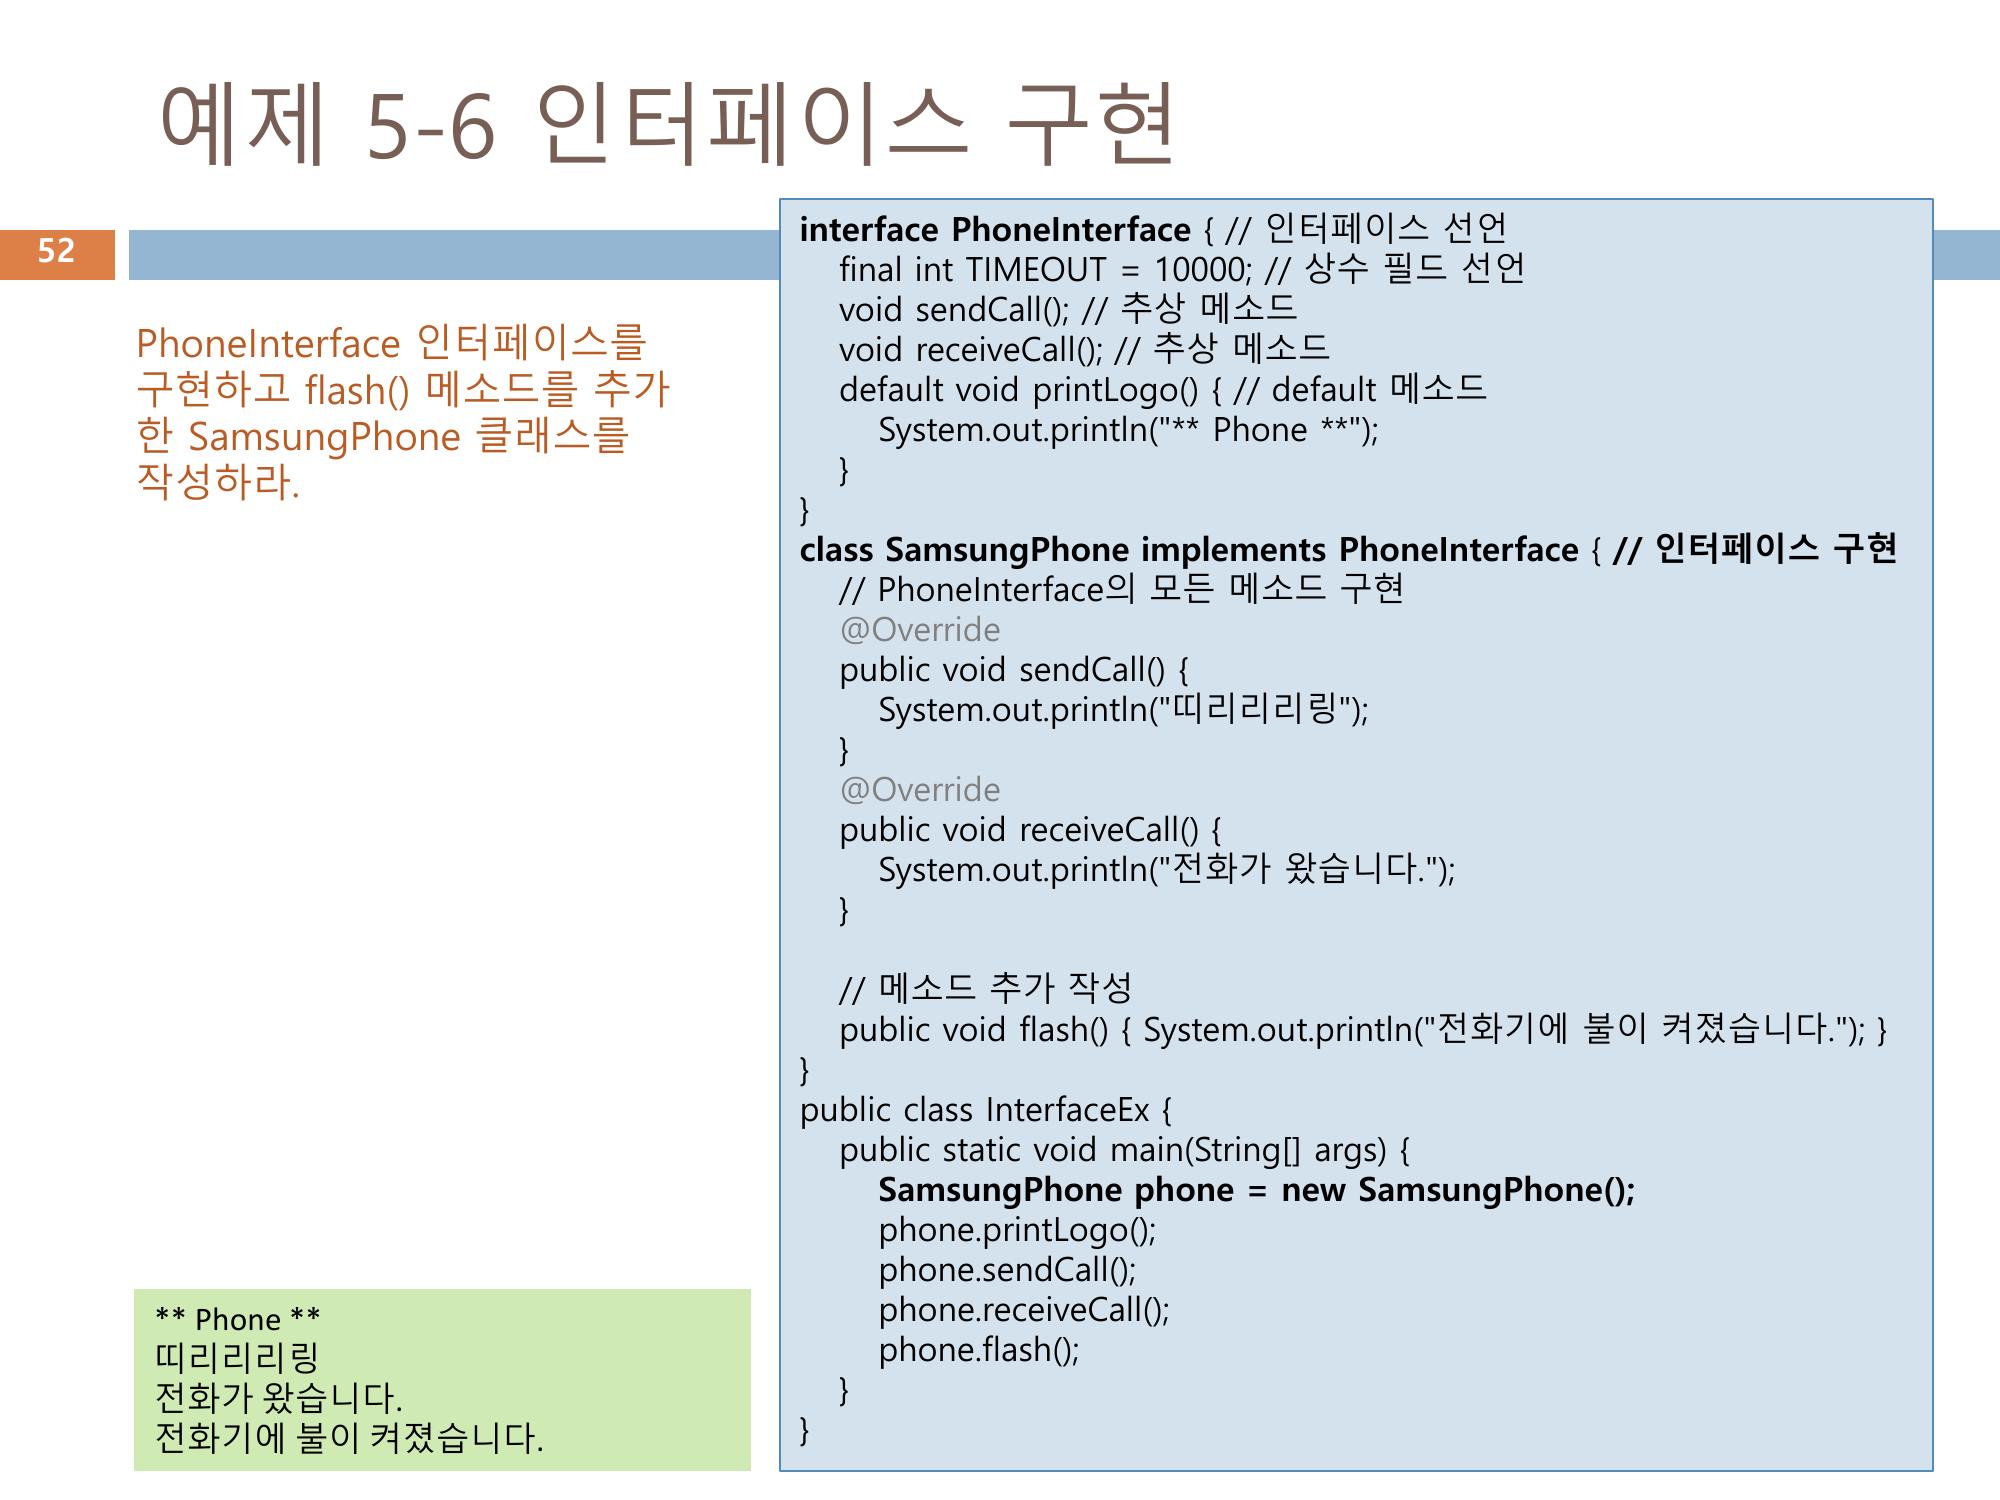 예제 5-6 인터페이스 구현
52
PhoneInterface 인터페이스를
구현하고 flash() 메소드를 추가
한 SamsungPhone 클래스를
작성하라.
interface PhoneInterface { // 인터페이스 선언
final int TIMEOUT = 10000; // 상수 필드 선언
void sendCall(); // 추상 메소드
void receiveCall(); // 추상 메소드
default void printLogo() { // default 메소드
System.out.println("** Phone **");
}
}
class SamsungPhone implements PhoneInterface { // 인터페이스 구현
// PhoneInterface의 모든 메소드 구현
@Override
public void sendCall() {
System.out.println("띠리리리링");
}
@Override
public void receiveCall() {
System.out.println("전화가 왔습니다.");
}
// 메소드 추가 작성
public void flash() { System.out.println("전화기에 불이 켜졌습니다."); }
}
public class InterfaceEx {
public static void main(String[] args) {
SamsungPhone phone = new SamsungPhone();
phone.printLogo();
phone.sendCall();
phone.receiveCall();
phone.flash();
}
}
** Phone **
띠리리리링
전화가 왔습니다.
전화기에 불이 켜졌습니다.